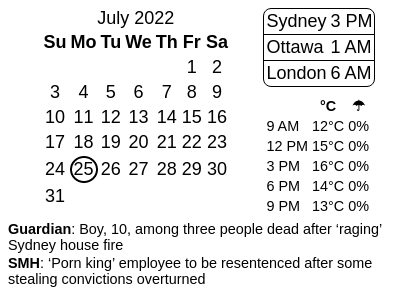 July 2022
Su Mo Tu We Th Fr Sa
1 2
3 4 5 6 7 8 9
10 11 12 13 14 15 16
17 18 19 20 21 22 23
24 25 26 27 28 29 30
31
Sydney 3 PM
Ottawa 1 AM
London 6 AM
°C ☂
9 AM 12°C 0%
12 PM 15°C 0%
3 PM 16°C 0%
6 PM 14°C 0%
9 PM 13°C 0%
Guardian: Boy, 10, among three people dead after ‘raging’
Sydney house fire
SMH: ‘Porn king’ employee to be resentenced after some
stealing convictions overturned